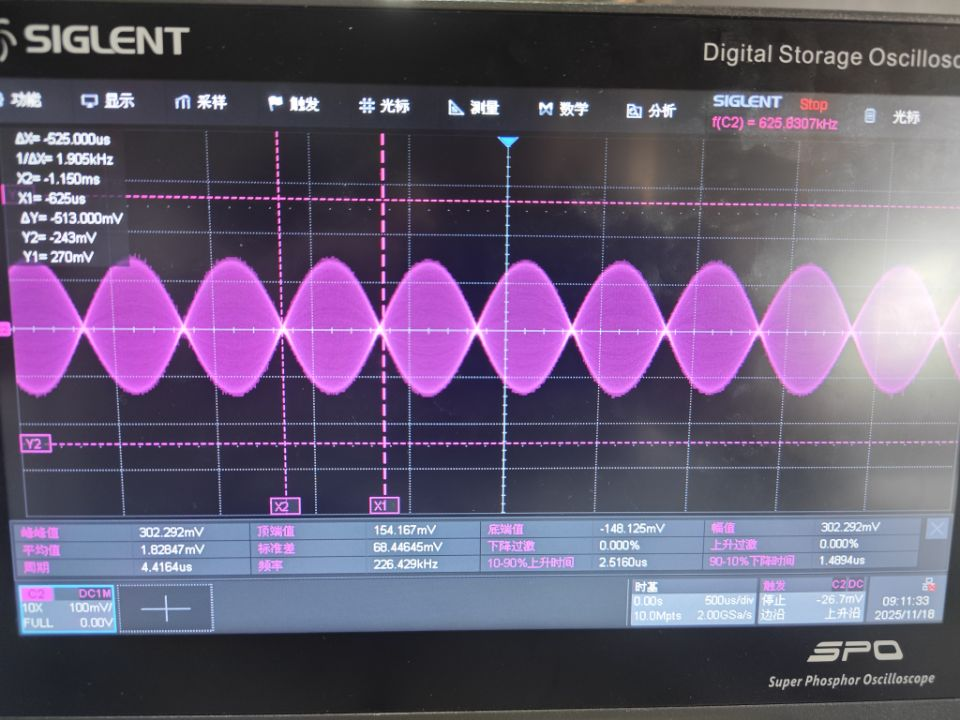 SIGLENT
Digital Storage Oscillosc
功能 显示 采样 触发 光标 测量 数学 分析 SIGLENT Stop 光标
f(C2) = 625.8307kHz
ΔX= -525.000us
1/ΔX= 1.905kHz
X2= -1.150ms
X1= -625us
ΔY= -513.000mV
Y2= -243mV
Y1= 270mV
Y2
X2 X1
峰峰值 302.292mV 顶端值 154.167mV 底端值 -148.125mV 幅值 302.292mV
平均值 1.82847mV 标准差 68.44645mV 下降过激 0.000% 上升过激 0.000%
周期 4.4164us 频率 226.429kHz 10-90%上升时间 2.5160us 90-10%下降时间 1.4894us
C2 DC1M
10X 100mV/
FULL 0.00V
时基
0.00s 500us/div
10.0Mpts 2.00GSa/s
触发 C2 DC
停止 -26.7mV
边沿 上升沿
09:11:33
2025/11/18
SPO
Super Phosphor Oscilloscope